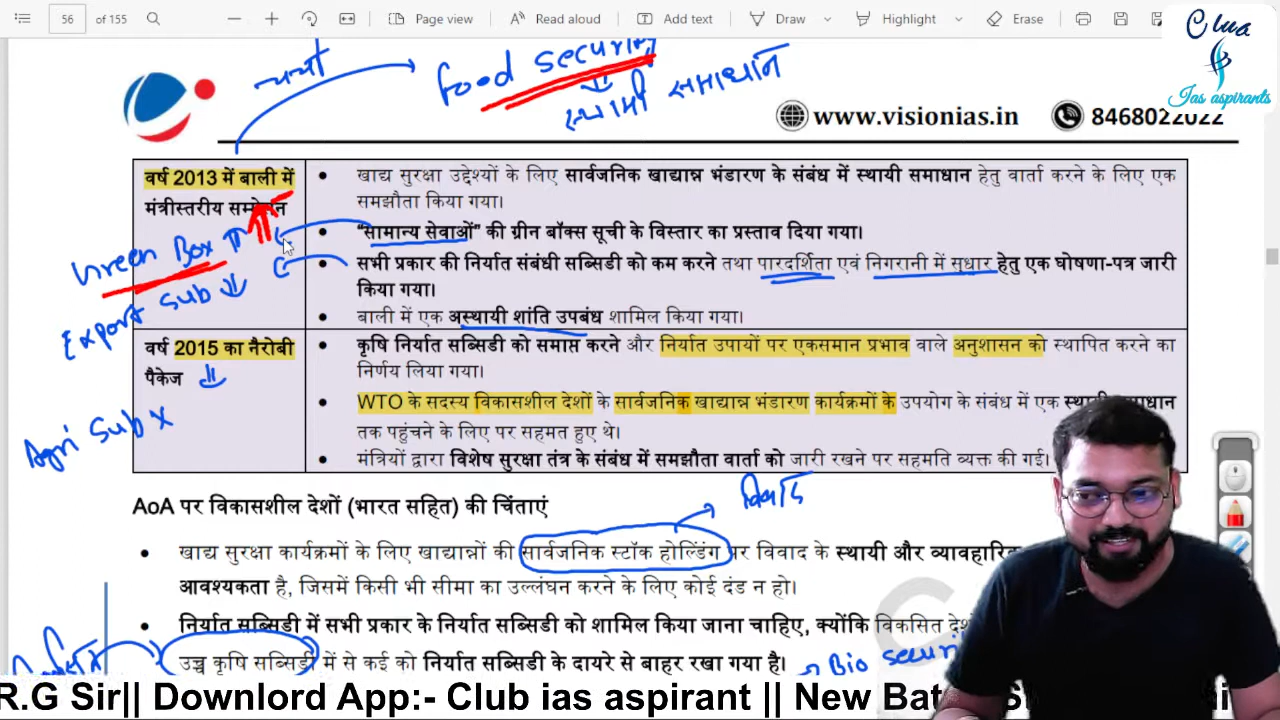 56 of 155 Page view Read aloud Add text Draw Highlight Erase
Club
Ias aspirants
चर्चा food security
स्थायी समाधान
www.visionias.in 8468022022
वर्ष 2013 में बाली में
मंत्रीस्तरीय सम्मेलन
Green Box
Export Sub
• खाद्य सुरक्षा उद्देश्यों के लिए सार्वजनिक खाद्यान्न भंडारण के संबंध में स्थायी समाधान हेतु वार्ता करने के लिए एक
समझौता किया गया।
• “सामान्य सेवाओं” की ग्रीन बॉक्स सूची के विस्तार का प्रस्ताव दिया गया।
• सभी प्रकार की निर्यात संबंधी सब्सिडी को कम करने तथा पारदर्शिता एवं निगरानी में सुधार हेतु एक घोषणा-पत्र जारी
किया गया।
• बाली में एक अस्थायी शांति उपबंध शामिल किया गया।
वर्ष 2015 का नैरोबी
पैकेज
Agri Sub x
• कृषि निर्यात सब्सिडी को समाप्त करने और निर्यात उपायों पर एकसमान प्रभाव वाले अनुशासन को स्थापित करने का
निर्णय लिया गया।
• WTO के सदस्य विकासशील देशों के सार्वजनिक खाद्यान्न भंडारण कार्यक्रमों के उपयोग के संबंध में एक
तक पहुंचने के लिए पर सहमत हुए थे।
• मंत्रियों द्वारा विशेष सुरक्षा तंत्र के संबंध में समझौता वार्ता को जारी रखने पर सहमति व्यक्त की गई।
AoA पर विकासशील देशों (भारत सहित) की चिंताएं
विवाद
• खाद्य सुरक्षा कार्यक्रमों के लिए खाद्यान्नों की सार्वजनिक स्टॉक होल्डिंग पर विवाद के स्थायी और व्यावहारिक
आवश्यकता है, जिसमें किसी भी सीमा का उल्लंघन करने के लिए कोई दंड न हो।
• निर्यात सब्सिडी में सभी प्रकार के निर्यात सब्सिडी को शामिल किया जाना चाहिए, क्योंकि विकसित
उच्च कृषि सब्सिडी में से कई को निर्यात सब्सिडी के दायरे से बाहर रखा गया है।
Bio
R.G Sir|| Downlord App:- Club ias aspirant || New